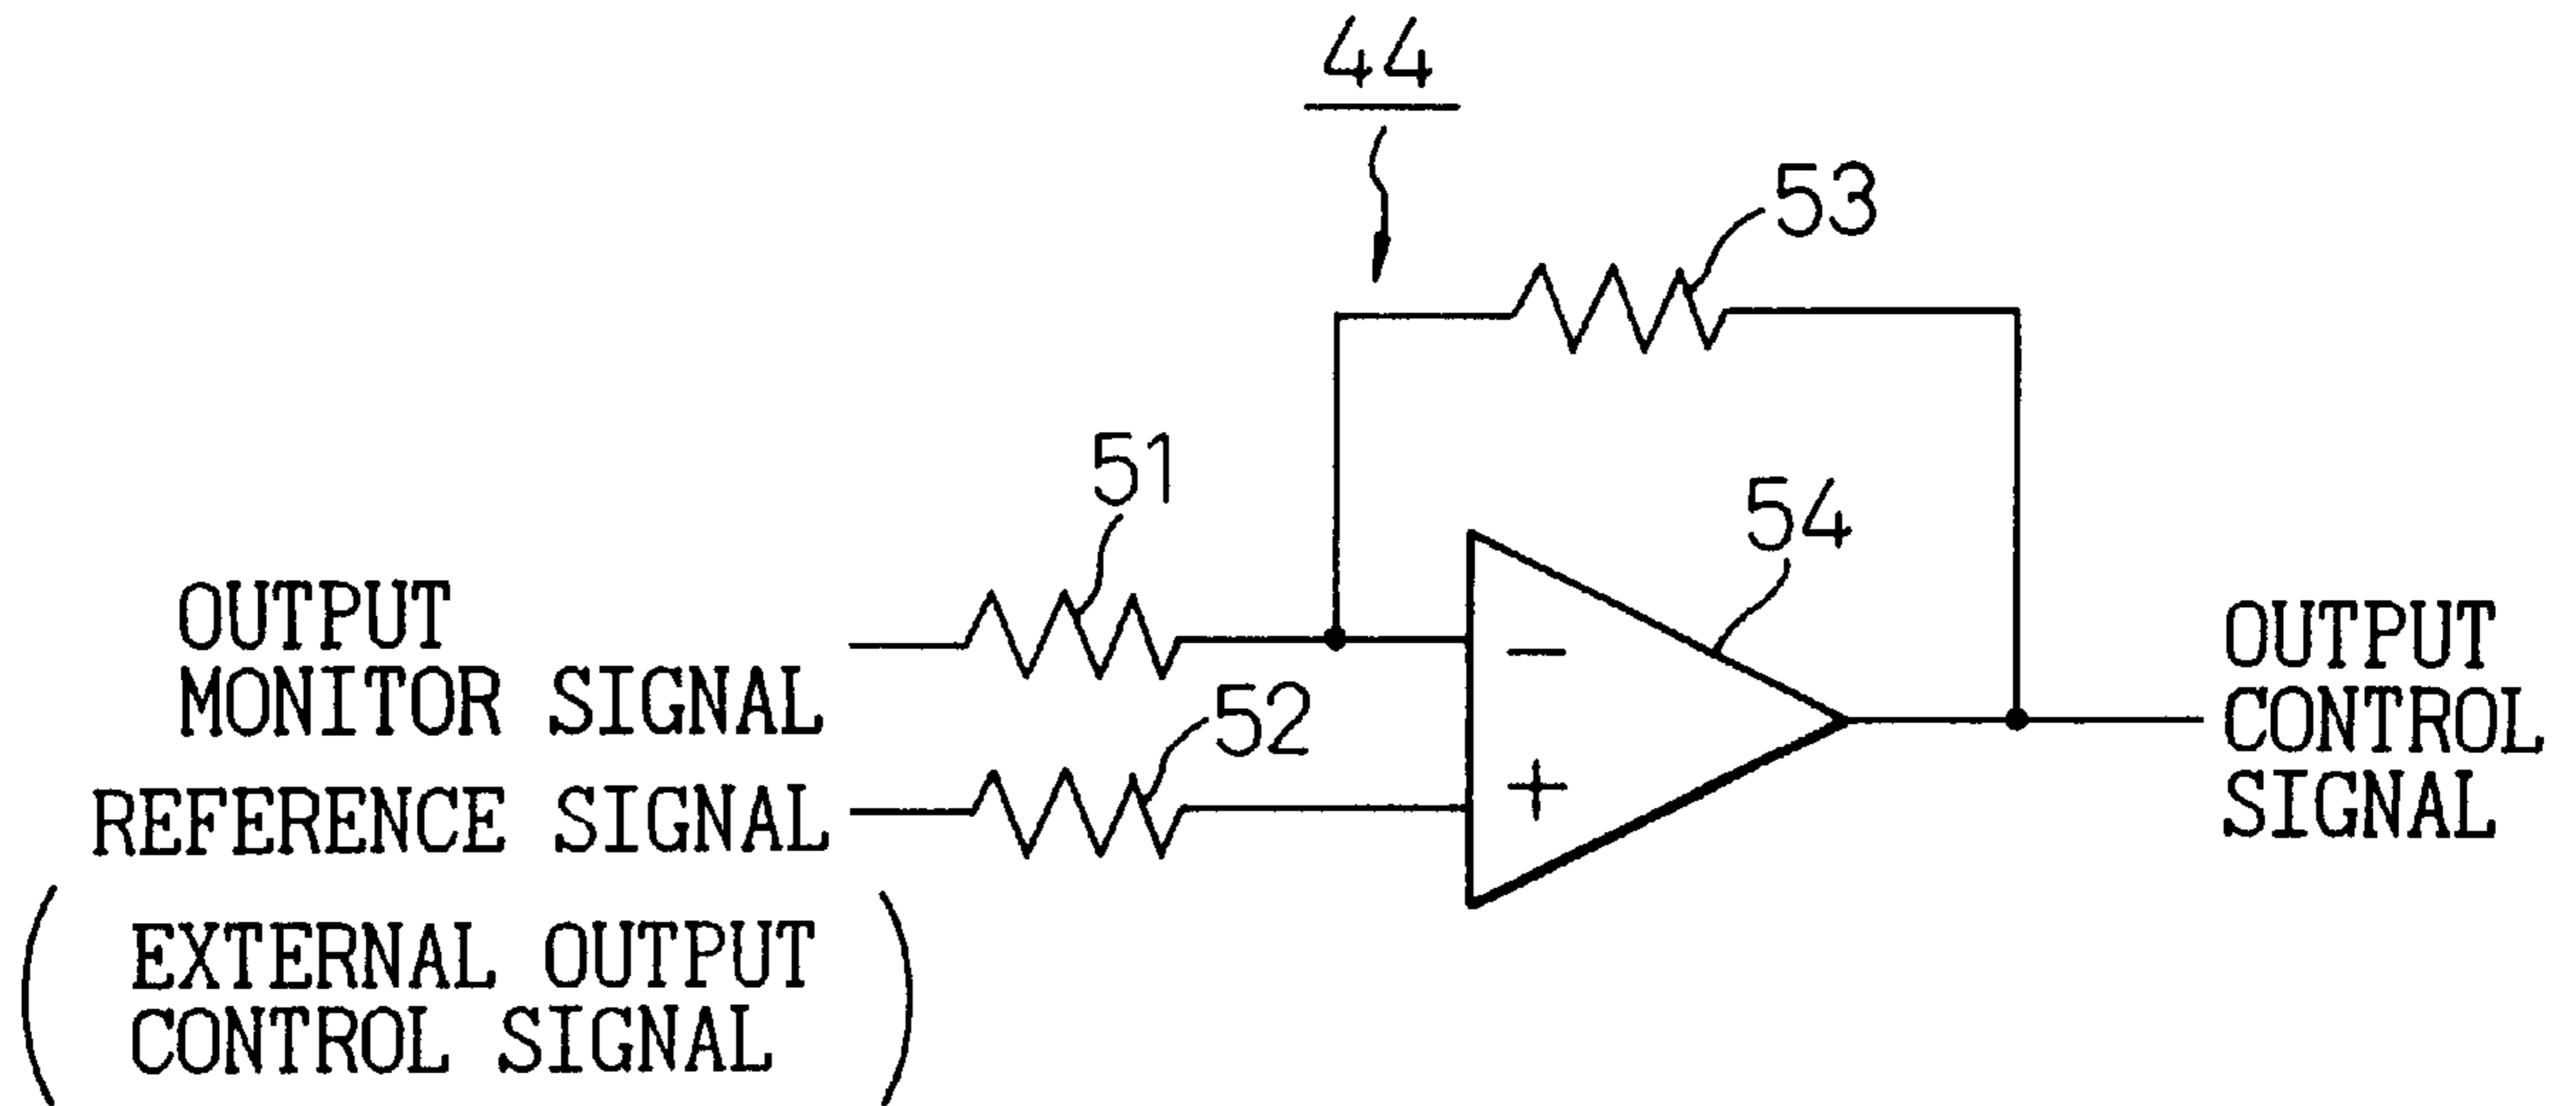 44
53
51
54
OUTPUT
MONITOR SIGNAL
52
REFERENCE SIGNAL
( EXTERNAL OUTPUT
CONTROL SIGNAL )
−
+
OUTPUT
CONTROL
SIGNAL